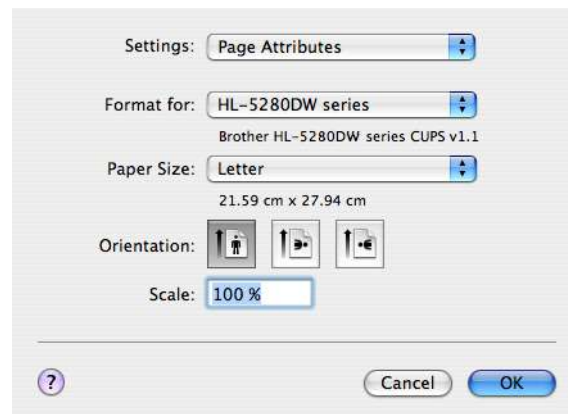 Settings: Page Attributes
Format for: HL-5280DW series
Brother HL-5280DW series CUPS v1.1
Paper Size: Letter
21.59 cm x 27.94 cm
Orientation:
Scale: 100 %
? Cancel OK